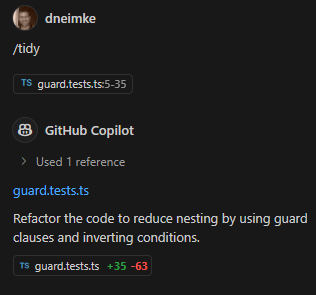 dneimke
/tidy
TS guard.tests.ts:5-35
GitHub Copilot
> Used 1 reference
guard.tests.ts
Refactor the code to reduce nesting by using guard
clauses and inverting conditions.
TS guard.tests.ts +35 -63